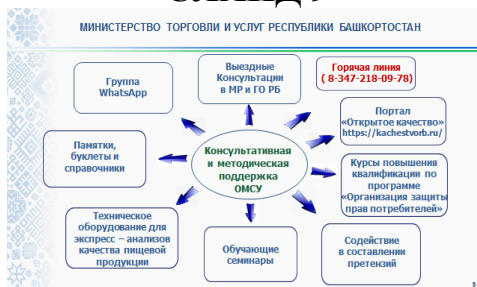 МИНИСТЕРСТВО ТОРГОВЛИ И УСЛУГ РЕСПУБЛИКИ БАШКОРТОСТАН
Группа
WhatsApp
Выездные
Консультации
в МР и ГО РБ
Горячая линия
( 8-347-218-09-78)
Портал
«Открытое качество»
https://kachestvorb.ru/
Памятки,
буклеты и
справочники
Консультативная
и методическая
поддержка
ОМСУ
Курсы повышения
квалификации по
программе
«Организация защиты
прав потребителей»
Техническое
оборудование для
экспресс – анализов
качества пищевой
продукции
Обучающие
семинары
Содействие
в составлении
претензий
9